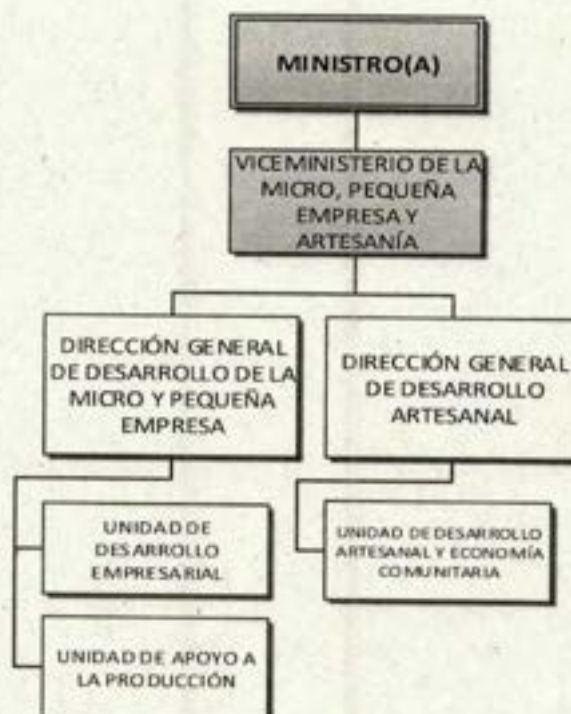 MINISTRO(A)
VICEMINISTERIO DE LA
MICRO, PEQUEÑA
EMPRESA Y
ARTESANÍA
DIRECCIÓN GENERAL
DE DESARROLLO DE LA
MICRO Y PEQUEÑA
EMPRESA
DIRECCIÓN GENERAL
DE DESARROLLO
ARTESANAL
UNIDAD DE
DESARROLLO
EMPRESARIAL
UNIDAD DE DESARROLLO
ARTESANAL Y ECONOMÍA
COMUNITARIA
UNIDAD DE APOYO A
LA PRODUCCIÓN